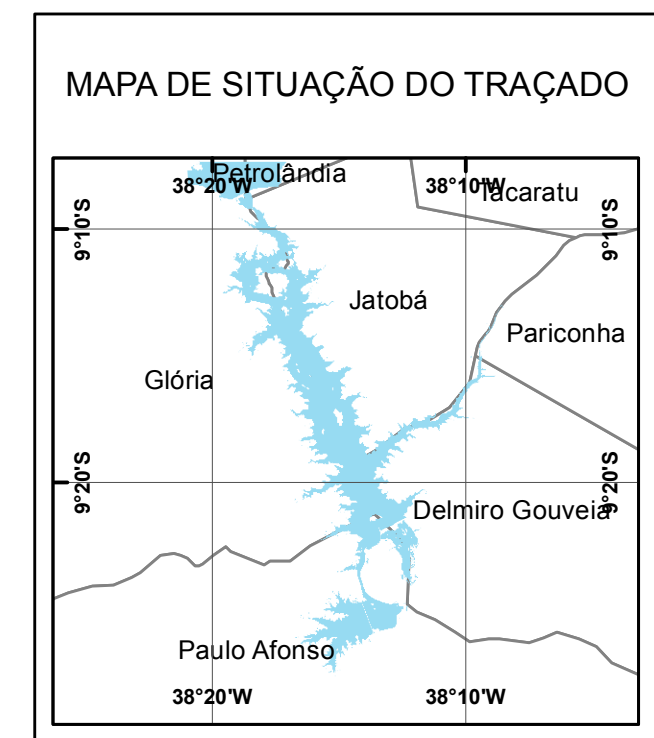 MAPA DE SITUAÇÃO DO TRAÇADO
Petrolândia
38°20'W
38°10'W
Tacaratu
9°10'S
9°10'S
Jatobá
Pariconha
Glória
9°20'S
9°20'S
Delmiro Gouveia
Paulo Afonso
38°20'W
38°10'W